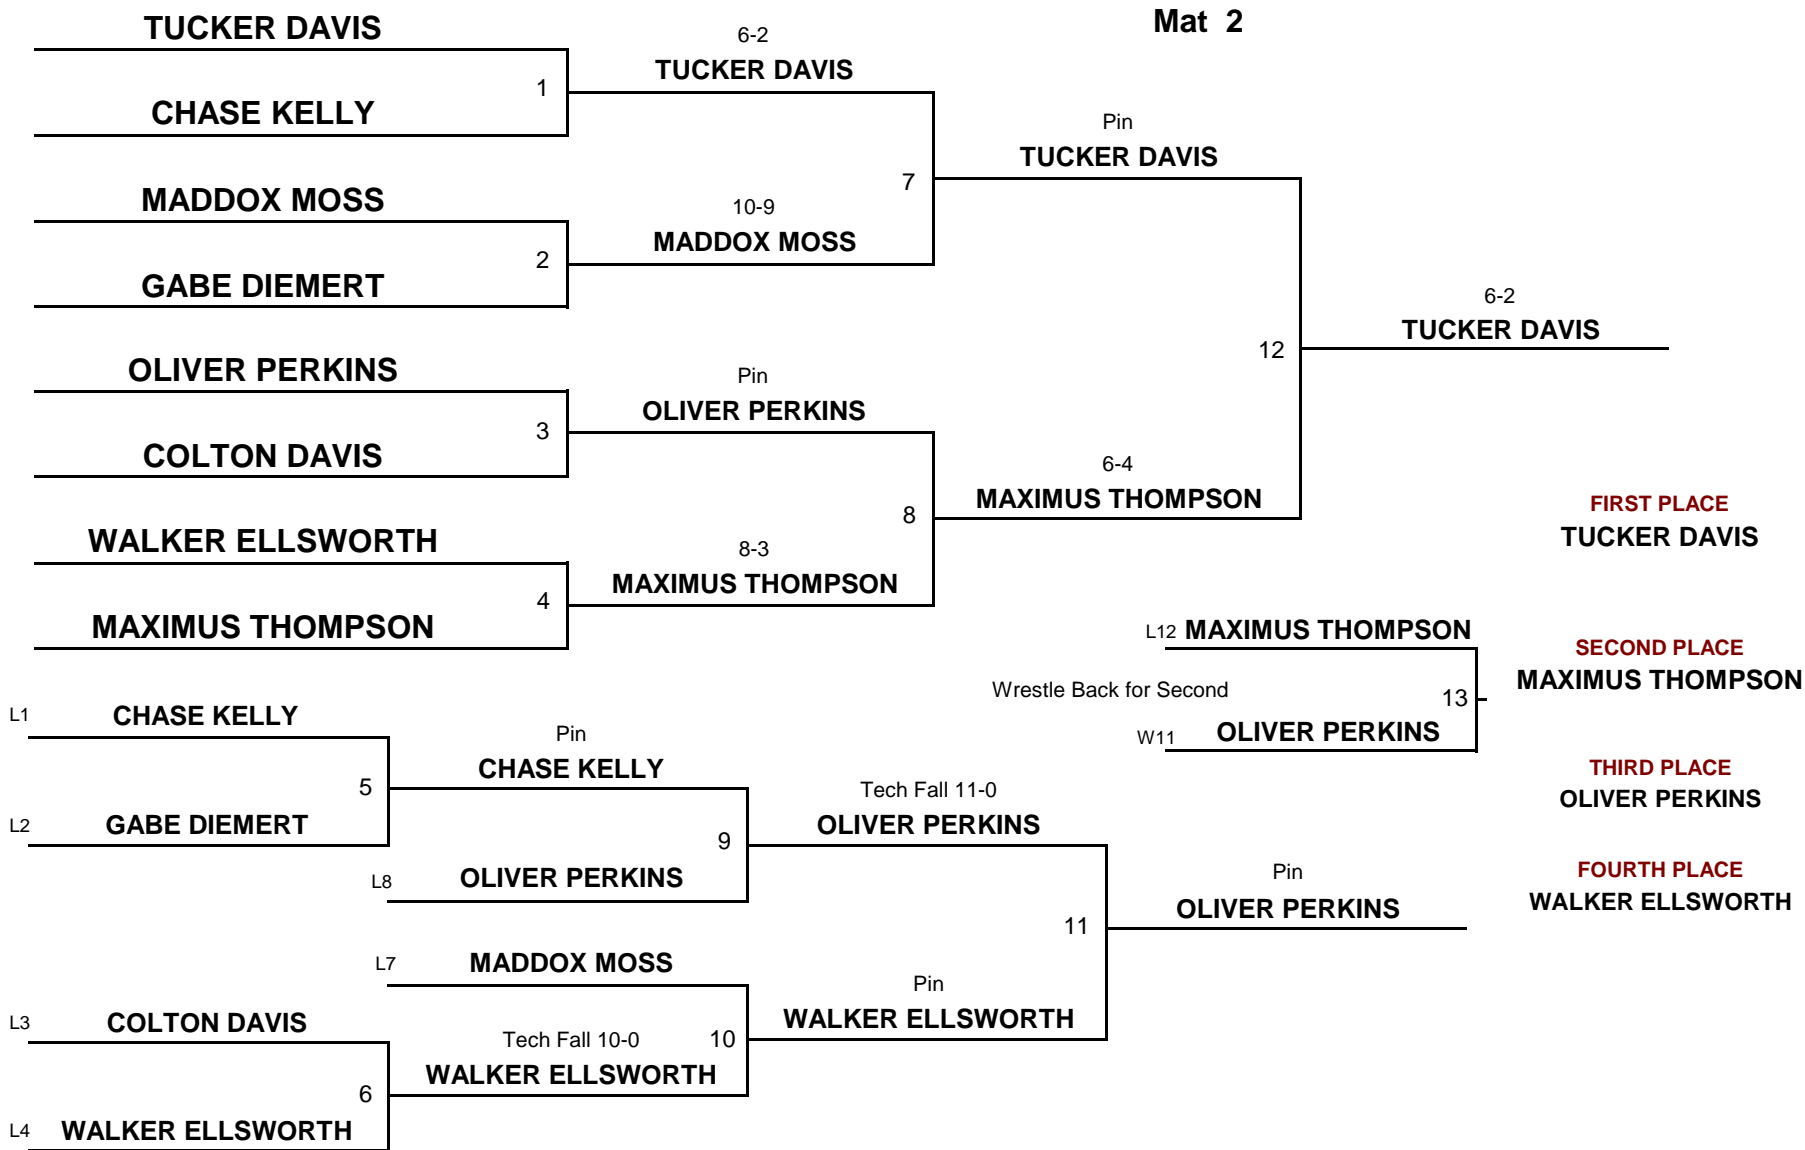 Mat 2
TUCKER DAVIS
1
CHASE KELLY
6-2
TUCKER DAVIS
MADDOX MOSS
2
GABE DIEMERT
10-9
MADDOX MOSS
7
Pin
TUCKER DAVIS
OLIVER PERKINS
3
COLTON DAVIS
Pin
OLIVER PERKINS
WALKER ELLSWORTH
4
MAXIMUS THOMPSON
8-3
MAXIMUS THOMPSON
8
6-4
MAXIMUS THOMPSON
12
6-2
TUCKER DAVIS
FIRST PLACE
TUCKER DAVIS
L12 MAXIMUS THOMPSON
Wrestle Back for Second
13
W11 OLIVER PERKINS
SECOND PLACE
MAXIMUS THOMPSON
THIRD PLACE
OLIVER PERKINS
FOURTH PLACE
WALKER ELLSWORTH
L1 CHASE KELLY
5
L2 GABE DIEMERT
Pin
CHASE KELLY
9
L8 OLIVER PERKINS
Tech Fall 11-0
OLIVER PERKINS
L7 MADDOX MOSS
L3 COLTON DAVIS
6
L4 WALKER ELLSWORTH
Tech Fall 10-0
WALKER ELLSWORTH
10
Pin
WALKER ELLSWORTH
11
Pin
OLIVER PERKINS